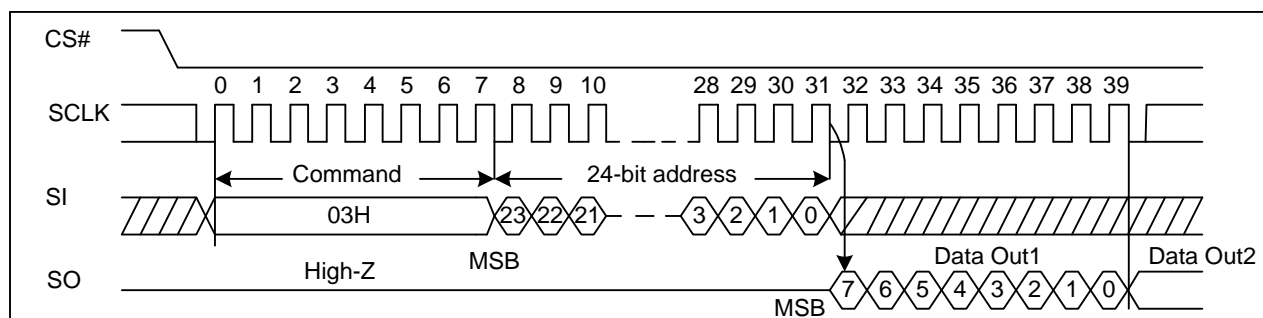 CS#
0 1 2 3 4 5 6 7 8 9 10 28 29 30 31 32 33 34 35 36 37 38 39
SCLK
Command 24-bit address
SI
03H 23 22 21 3 2 1 0
High-Z MSB Data Out1 Data Out2
SO
MSB 7 6 5 4 3 2 1 0